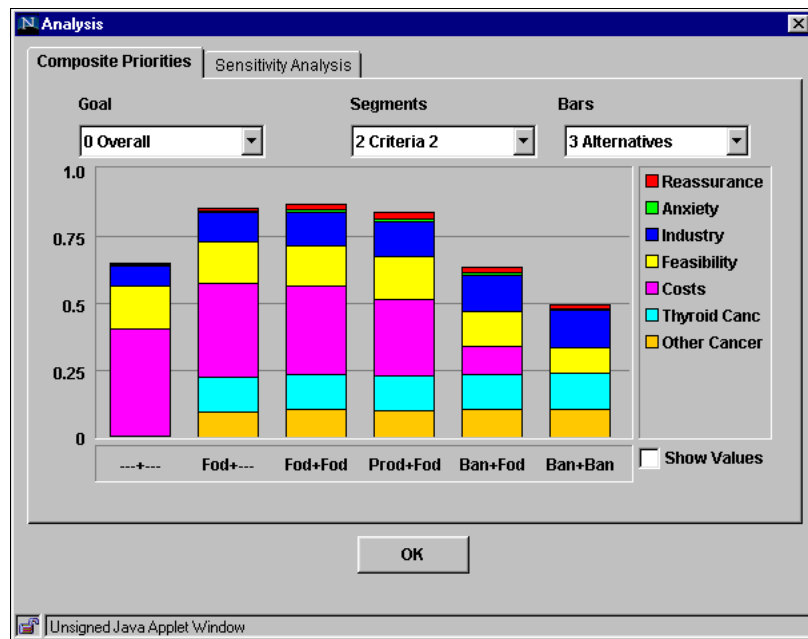 N Analysis
Composite Priorities Sensitivity Analysis
Goal Segments Bars
0 Overall 2 Criteria 2 3 Alternatives
1.0
0.75
0.5
0.25
0
Reassurance
Anxiety
Industry
Feasibility
Costs
Thyroid Canc
Other Cancer
---+--- Fod+--- Fod+Fod Prod+Fod Ban+Fod Ban+Ban
Show Values
OK
Unsigned Java Applet Window